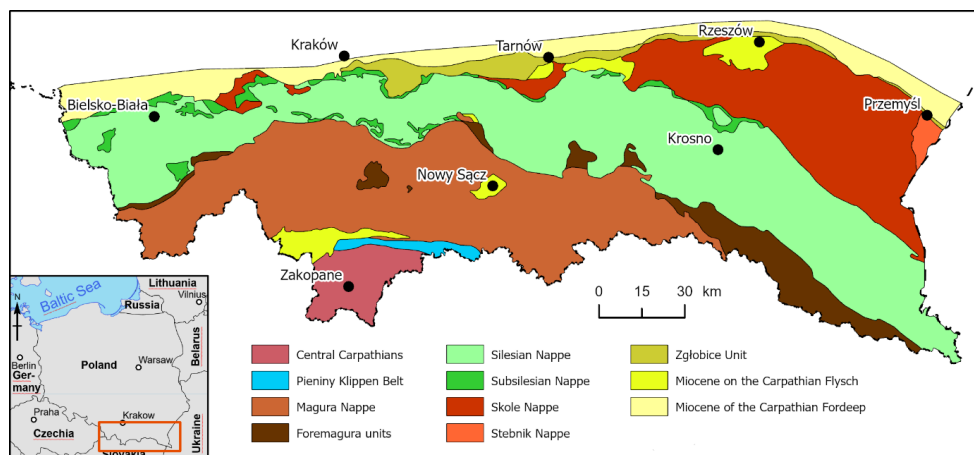 Rzeszów
Kraków
Tarnów
Bielsko-Biała
Przemyśl
Krosno
Nowy Sącz
Zakopane
0 15 30 km
Central Carpathians
Pieniny Klippen Belt
Magura Nappe
Foremagura units
Silesian Nappe
Subsilesian Nappe
Skole Nappe
Stebnik Nappe
Zgłobice Unit
Miocene on the Carpathian Flysch
Miocene of the Carpathian Fordeep
Baltic Sea
Lithuania
Vilnius
Russia
N
Belarus
Poland
Warsaw
Berlin
Ger-
many
Praha
Krakow
Czechia
Ukraine
Slovakia